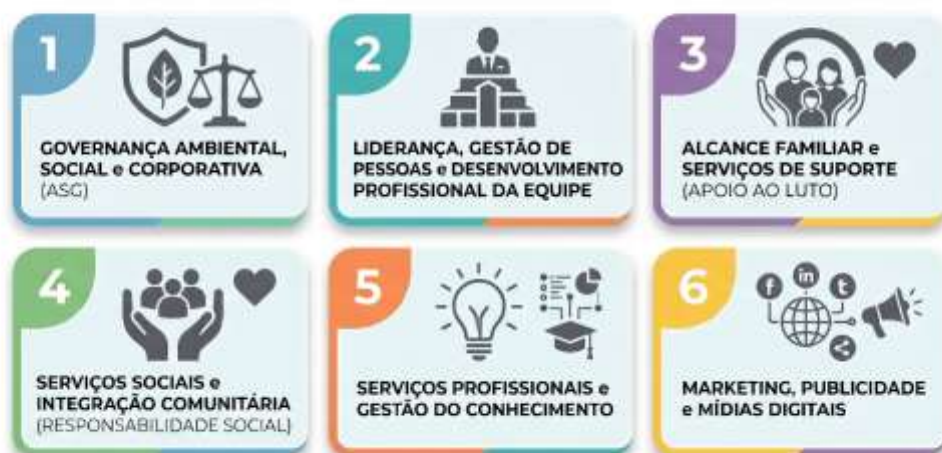 1
GOVERNANÇA AMBIENTAL,
SOCIAL e CORPORATIVA
(ASG)
2
LIDERANÇA, GESTÃO DE
PESSOAS e DESENVOLVIMENTO
PROFISSIONAL DA EQUIPE
3
ALCANCE FAMILIAR e
SERVIÇOS DE SUPORTE
(APOIO AO LUTO)
4
SERVIÇOS SOCIAIS e
INTEGRAÇÃO COMUNITÁRIA
(RESPONSABILIDADE SOCIAL)
5
SERVIÇOS PROFISSIONAIS e
GESTÃO DO CONHECIMENTO
6
f in t
MARKETING, PUBLICIDADE
e MÍDIAS DIGITAIS